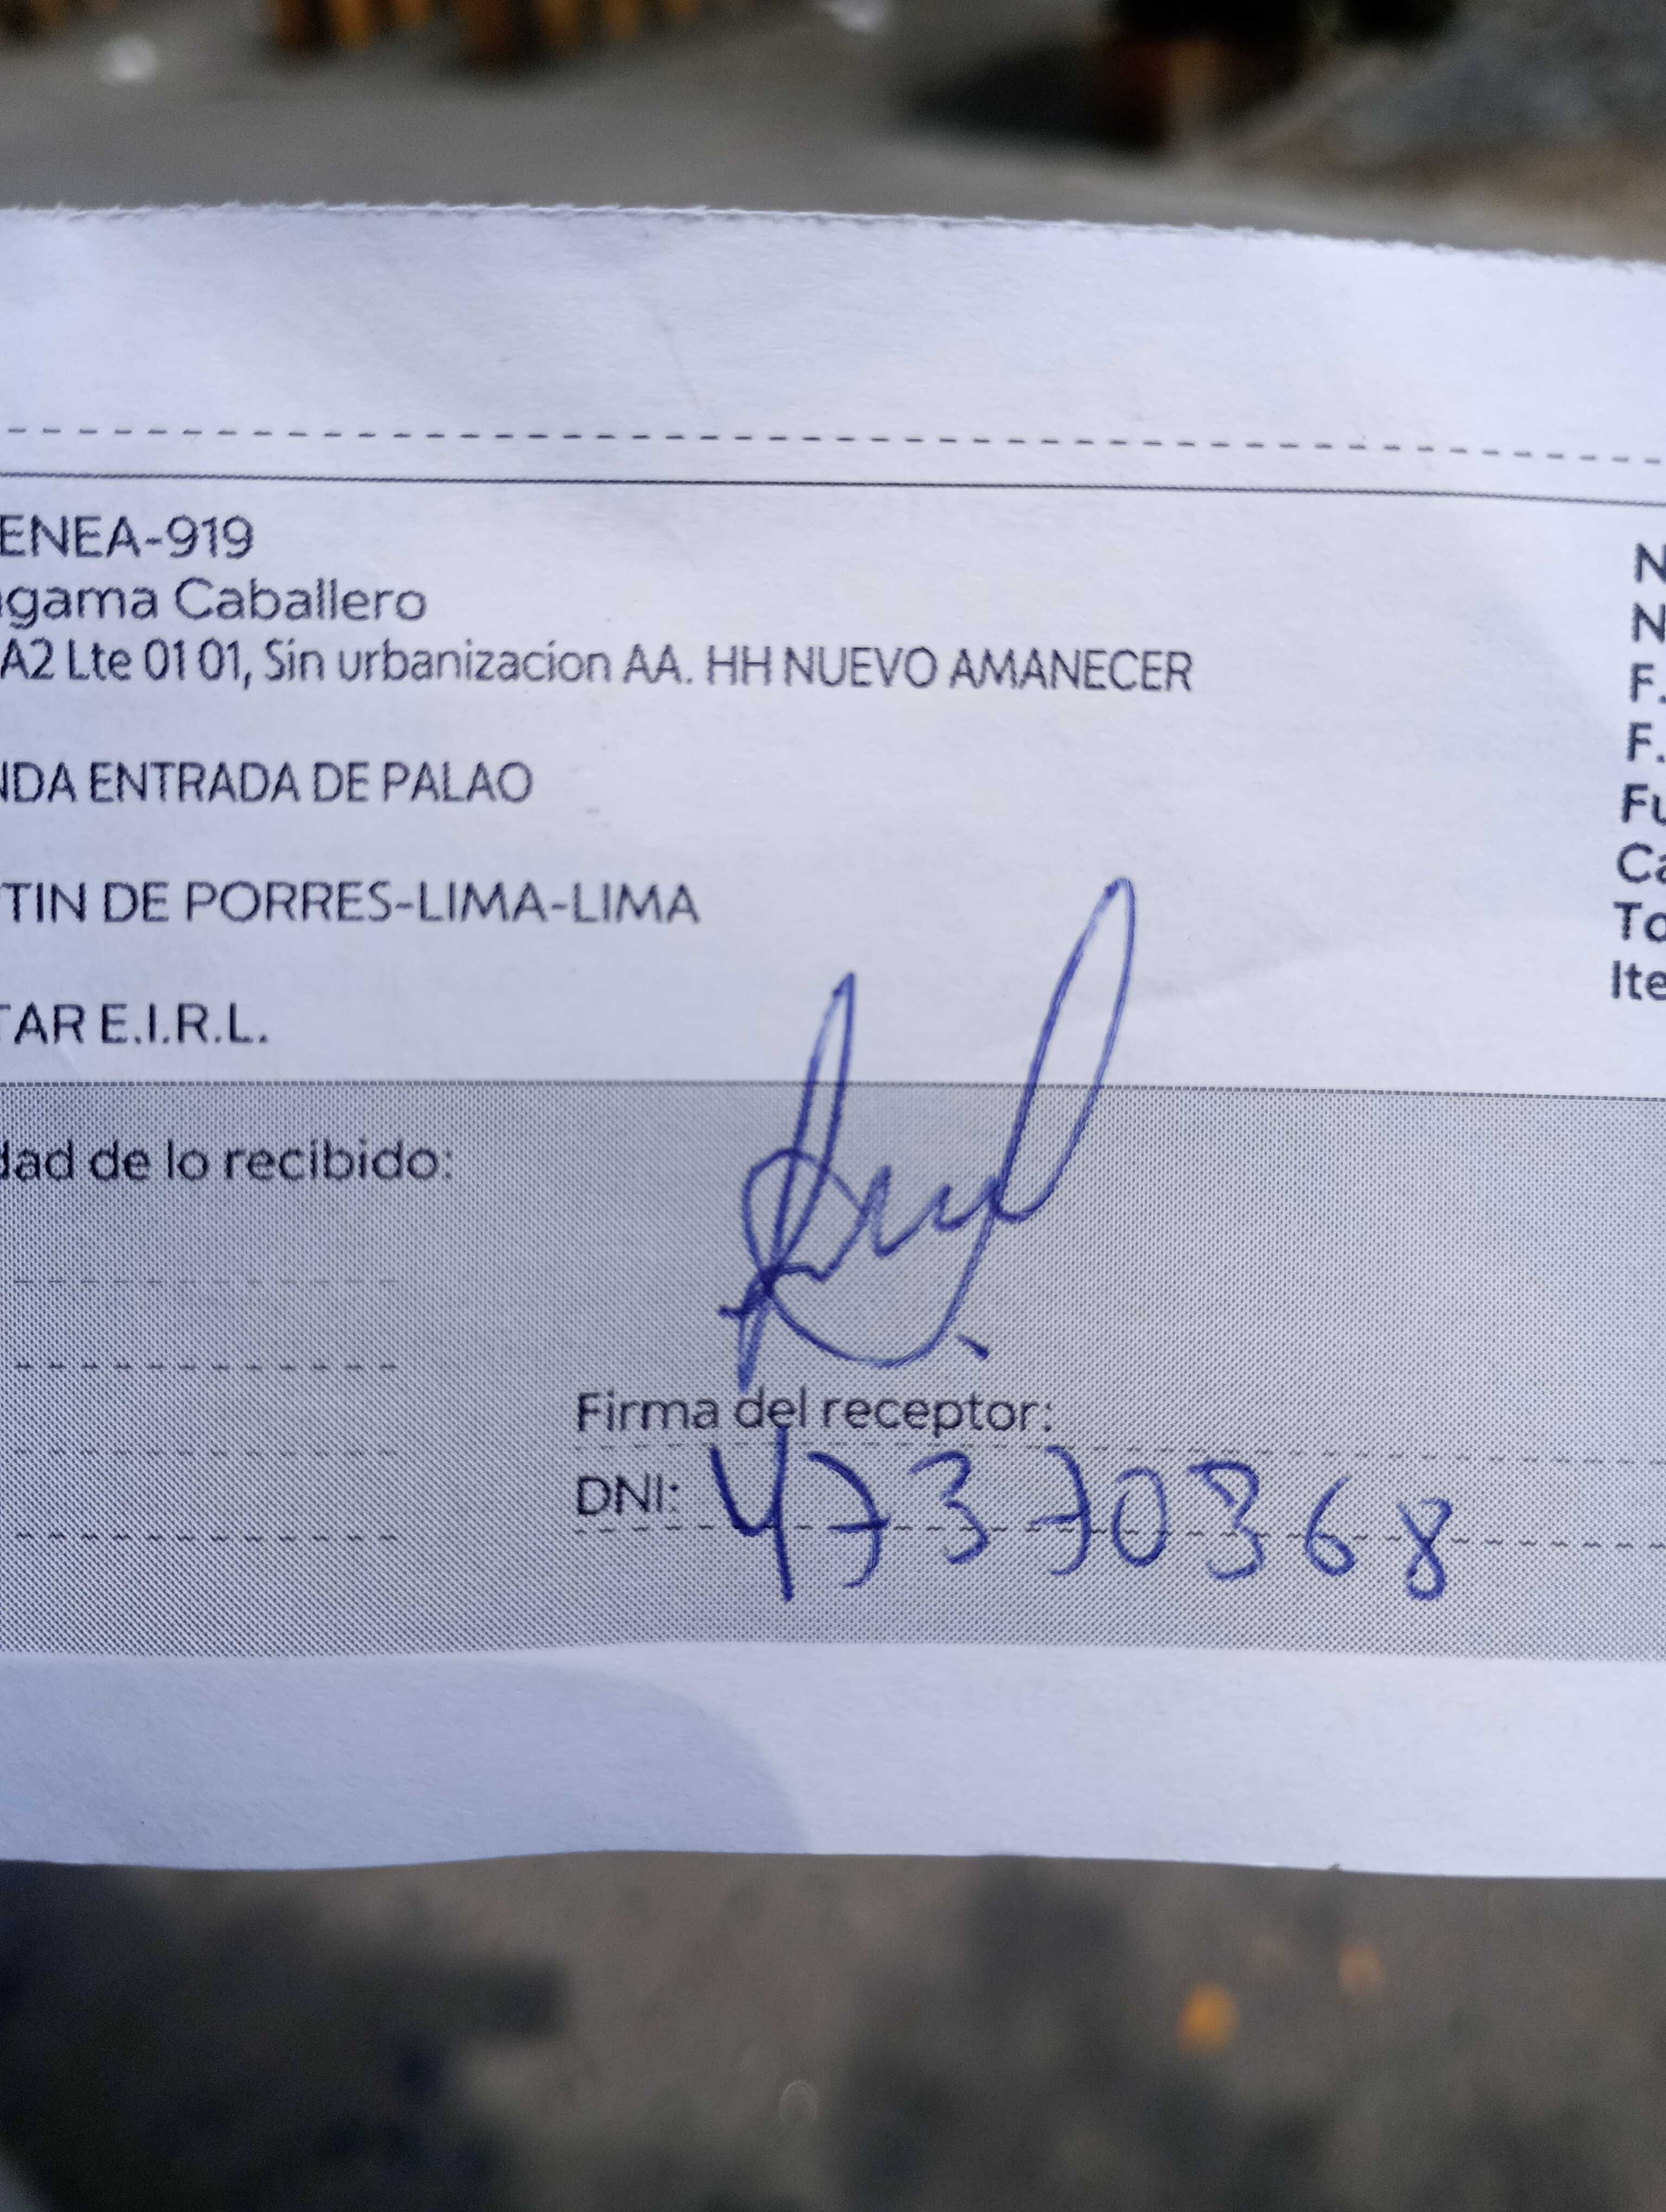 ENEA-919
gama Caballero
A2 Lte 01 01, Sin urbanizacion AA. HH NUEVO AMANECER
NDA ENTRADA DE PALAO
TIN DE PORRES-LIMA-LIMA
TAR E.I.R.L.
N
N
F.
F.
Fu
Ca
To
Ite
dad de lo recibido:
Firma del receptor:
DNI: 47370368